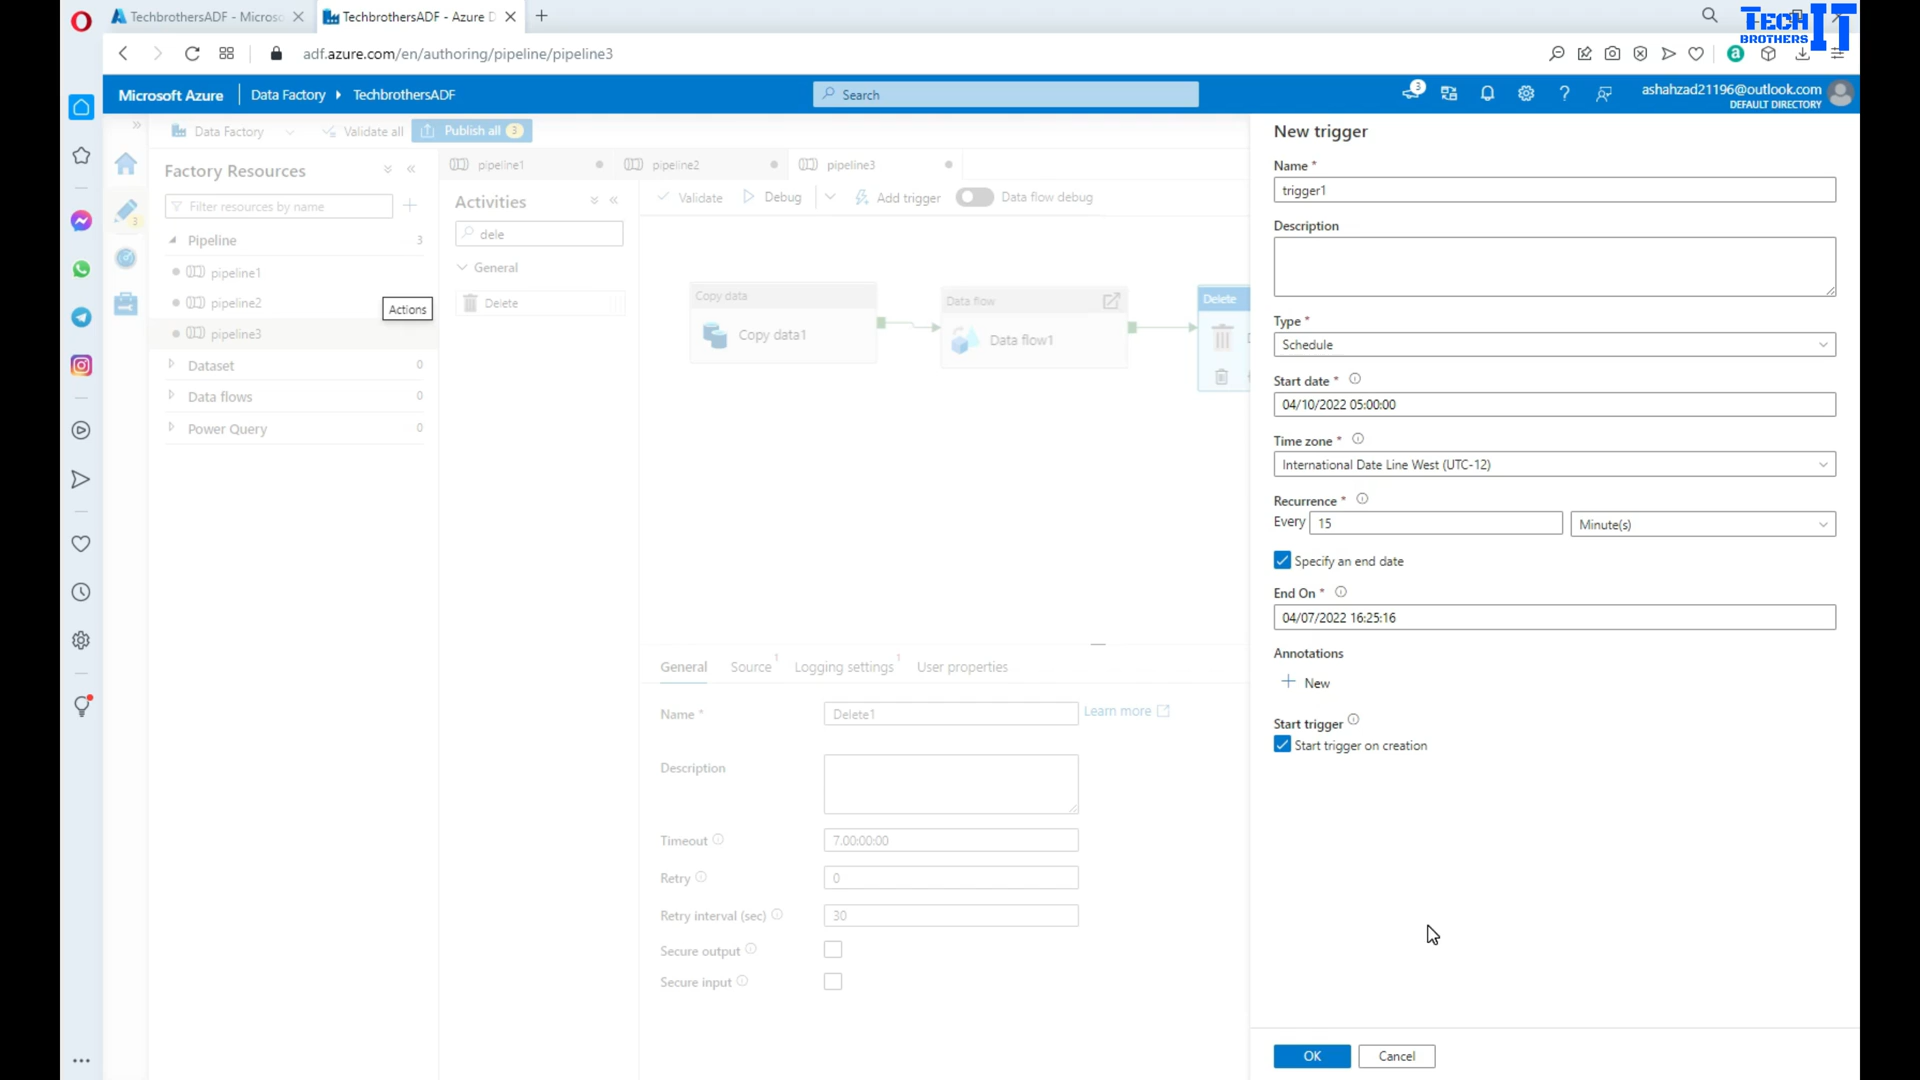 TechbrothersADF - Microso
TechbrothersADF - Azure D
TECH IT
BROTHERS
adf.azure.com/en/authoring/pipeline/pipeline3
Microsoft Azure
Data Factory
TechbrothersADF
Search
3
ashahzad21196@outlook.com
DEFAULT DIRECTORY
Data Factory
Validate all
Publish all 3
Factory Resources
Filter resources by name
3
Pipeline 3
pipeline1
pipeline2
Actions
pipeline3
Dataset 0
Data flows 0
Power Query 0
pipeline1
pipeline2
pipeline3
Activities
dele
General
Delete
Validate
Debug
Add trigger
Data flow debug
Copy data
Copy data1
Data flow
Data flow1
Delete
General
Source 1
Logging settings 1
User properties
Name *
Delete1
Learn more
Description
Timeout
7.00:00:00
Retry
0
Retry interval (sec)
30
Secure output
Secure input
New trigger
Name *
trigger1
Description
Type *
Schedule
Start date *
04/10/2022 05:00:00
Time zone *
International Date Line West (UTC-12)
Recurrence *
Every 15 Minute(s)
Specify an end date
End On *
04/07/2022 16:25:16
Annotations
New
Start trigger
Start trigger on creation
OK
Cancel